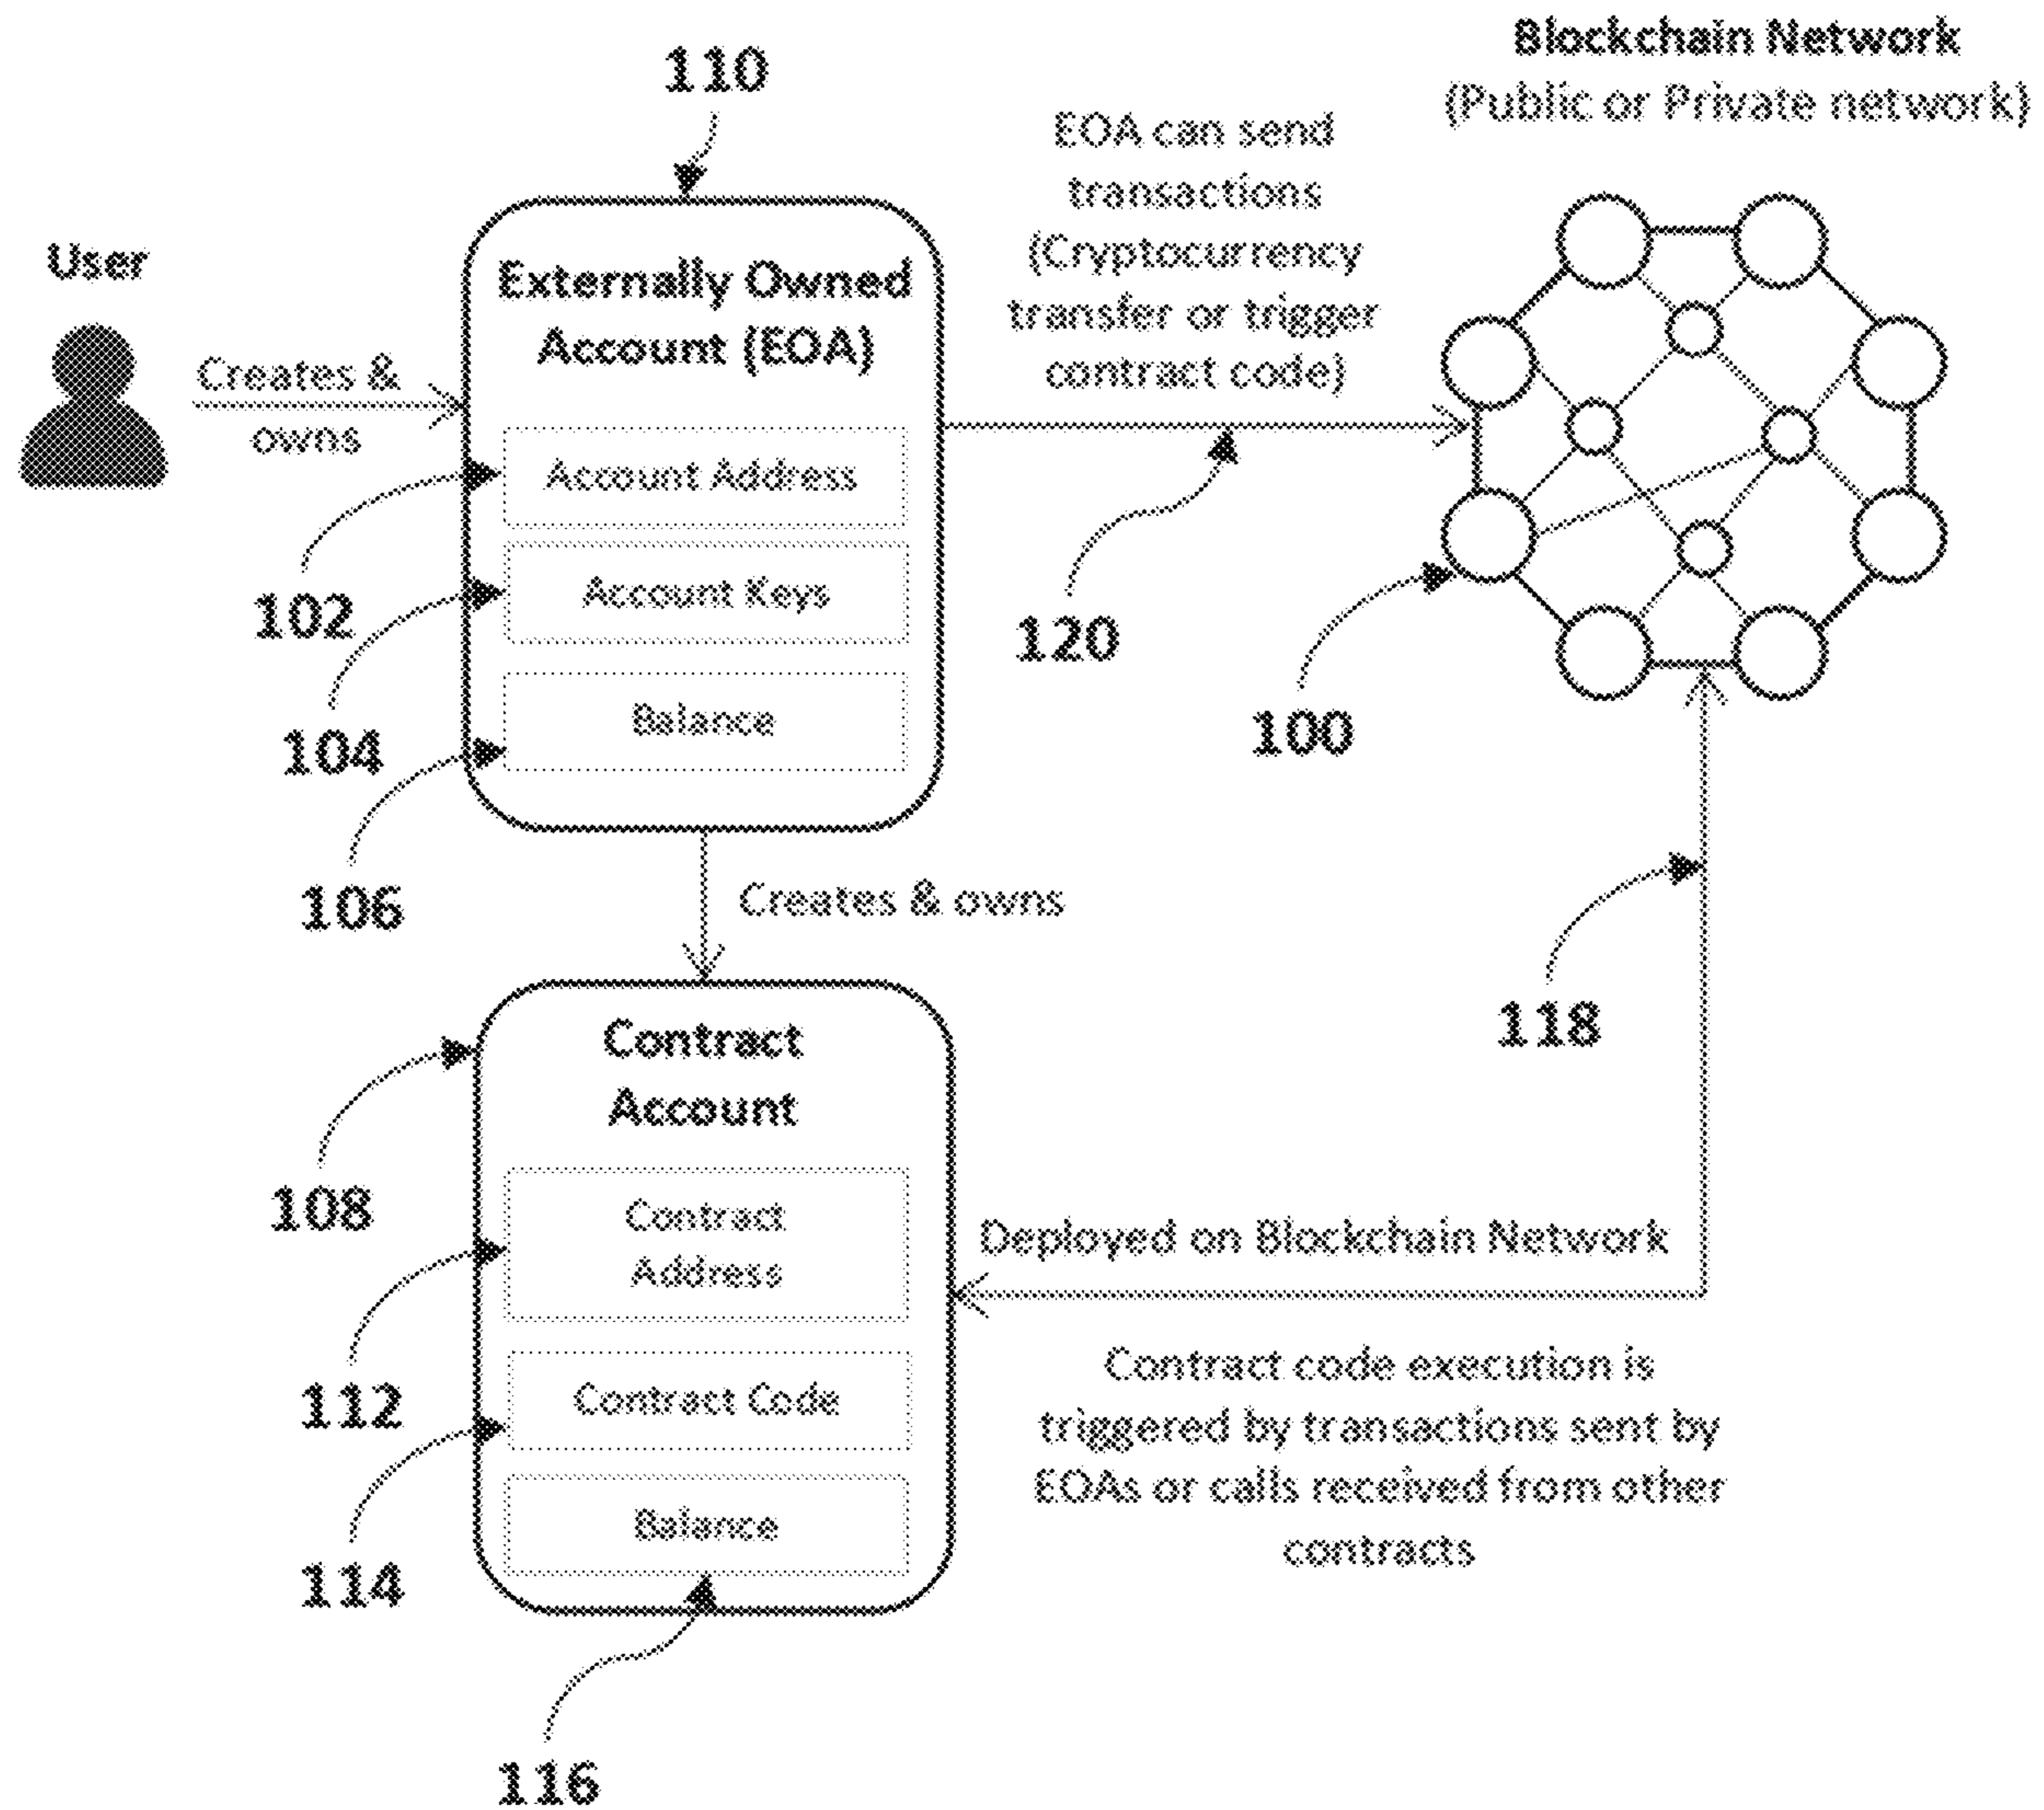 Blockchain Network
(Public or Private network)
110
EOA can send
transactions
(Cryptocurrency
transfer or trigger
contract code)
User
Externally Owned
Account (EOA)
Creates &
owns
Account Address
Account Keys
Balance
102
104
106
120
100
Creates & owns
118
Contract
Account
108
Contract
Address
Contract Code
Balance
112
114
116
Deployed on Blockchain Network
Contract code execution is
triggered by transactions sent by
EOAs or calls received from other
contracts